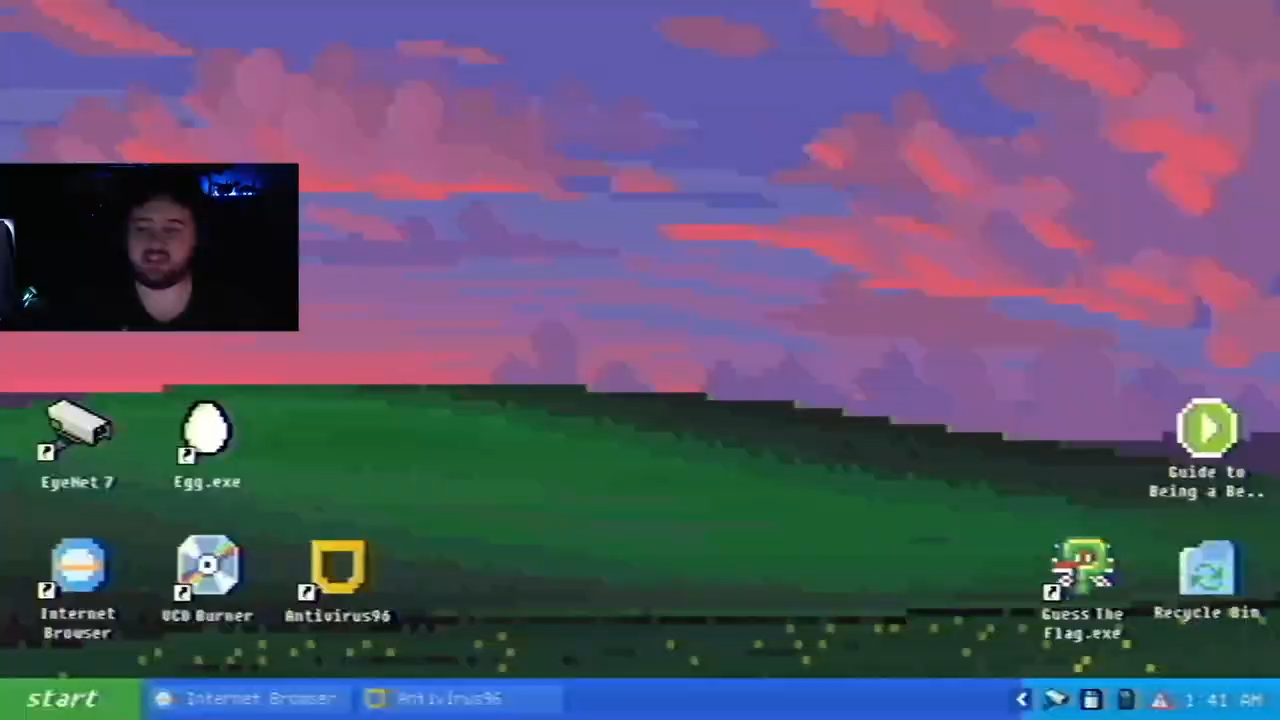 EyeNet 7
Egg.exe
Guide to
Being a Be..
Internet
Browser
VCD Burner
Antivirus96
Guess The
Flag.exe
Recycle Bin
start
Internet Browser
Antivirus96
1:41 AM